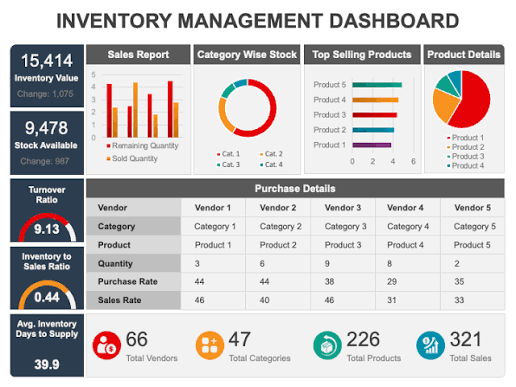 INVENTORY MANAGEMENT DASHBOARD
15,414
Inventory Value
Change: 1,075
9,478
Stock Available
Change: 987
Sales Report
5
4
3
2
1
0
Remaining Quantity
Sold Quantity
Category Wise Stock
Cat. 1
Cat. 2
Cat. 3
Cat. 4
Top Selling Products
Product 5
Product 4
Product 3
Product 2
Product 1
0 2 4 6
Product Details
Product 1
Product 2
Product 3
Product 4
Turnover
Ratio
9.13
Inventory to
Sales Ratio
0.44
Avg. Inventory
Days to Supply
39.9
Purchase Details
Vendor Vendor 1 Vendor 2 Vendor 3 Vendor 4 Vendor 5
Category Category 1 Category 2 Category 3 Category 4 Category 5
Product Product 1 Product 2 Product 3 Product 4 Product 5
Quantity 3 6 9 8 2
Purchase Rate 44 44 38 29 35
Sales Rate 46 40 46 31 33
66
Total Vendors
47
Total Categories
226
Total Products
321
Total Sales